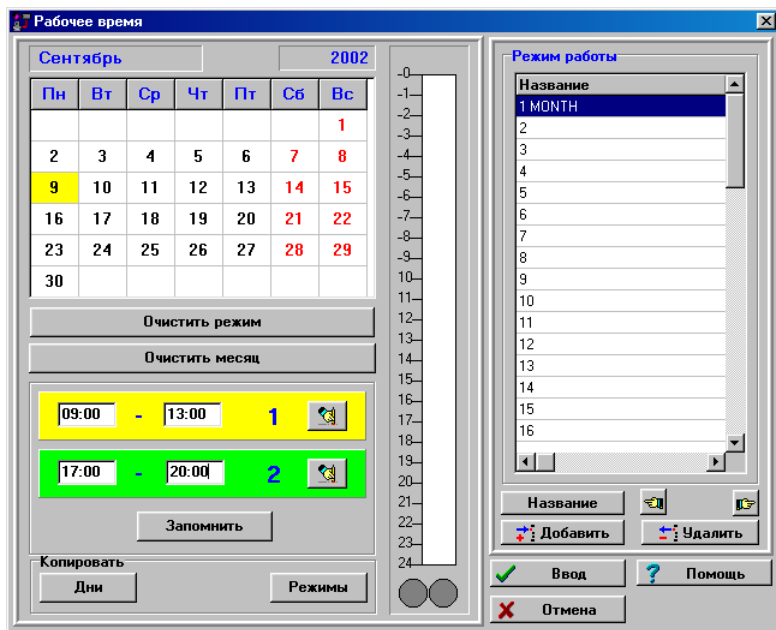 Рабочее время
Сентябрь 2002
Пн Вт Ср Чт Пт Сб Вс
1
2 3 4 5 6 7 8
9 10 11 12 13 14 15
16 17 18 19 20 21 22
23 24 25 26 27 28 29
30
Очистить режим
Очистить месяц
09:00 - 13:00 1
17:00 - 20:00 2
Запомнить
Копировать
Дни Режимы
-0
-1
-2
-3
-4
-5
-6
-7
-8
-9
10
11
12
13
14
15
16
17
18
19
20
21
22
23
24
Режим работы
Название
1 MONTH
2
3
4
5
6
7
8
9
10
11
12
13
14
15
16
Название
Добавить Удалить
Ввод ? Помощь
Отмена